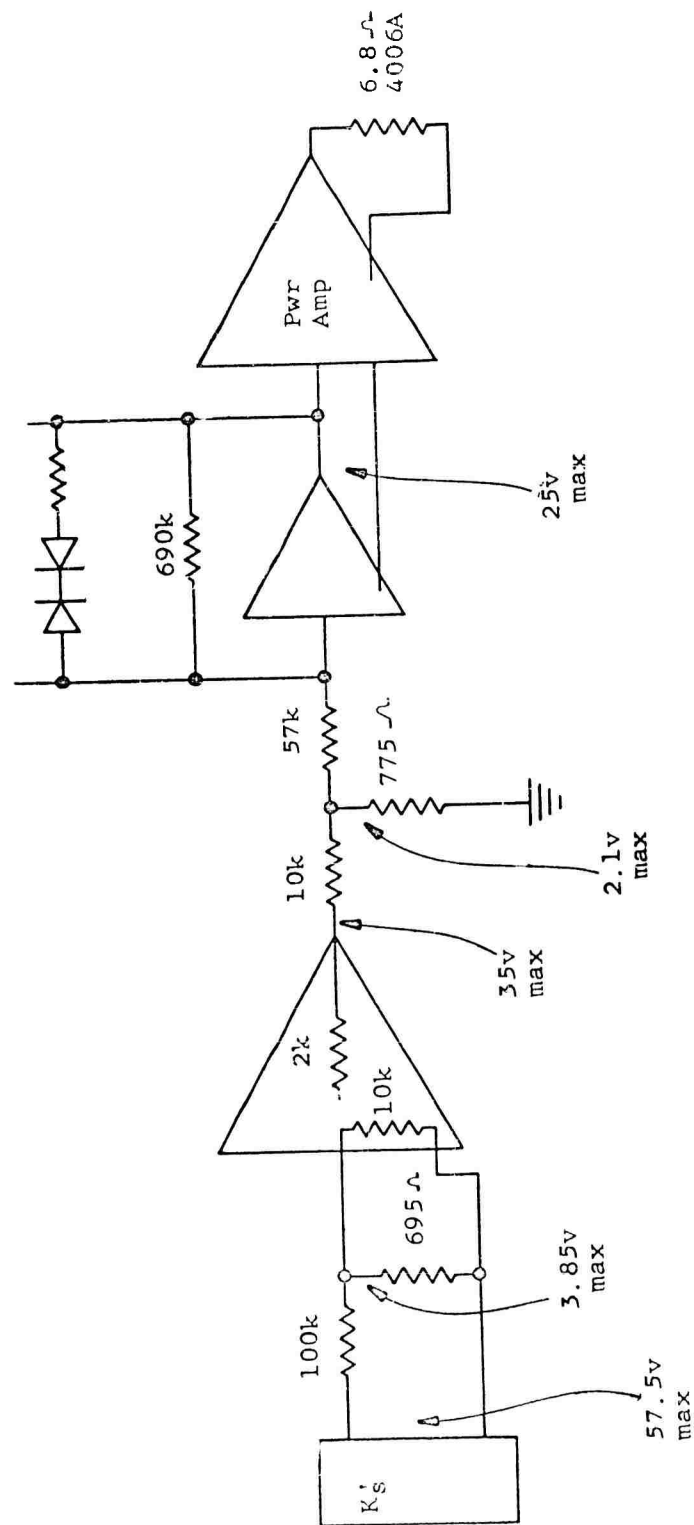 K's
57.5v
max
100k
3.85v
max
695 Ω
10k
2k
35v
max
10k
2.1v
max
775 Ω
57k
690k
25v
max
Pwr
Amp
6.8 Ω
4006A